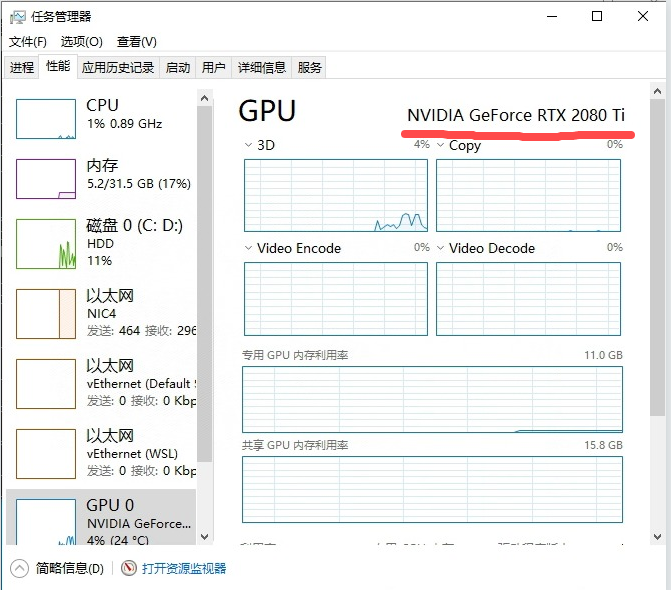 任务管理器
文件(F) 选项(O) 查看(V)
进程 性能 应用历史记录 启动 用户 详细信息 服务
CPU
1% 0.89 GHz
内存
5.2/31.5 GB (17%)
磁盘 0 (C: D:)
HDD
11%
以太网
NIC4
发送: 464 接收: 296
以太网
vEthernet (Default
发送: 0 接收: 0 Kbp
以太网
vEthernet (WSL)
发送: 0 接收: 0 Kbp
GPU 0
NVIDIA GeForce...
4% (24 °C)
GPU
NVIDIA GeForce RTX 2080 Ti
3D 4%
Copy 0%
Video Encode 0%
Video Decode 0%
专用 GPU 内存利用率 11.0 GB
共享 GPU 内存利用率 15.8 GB
简略信息(D)
打开资源监视器